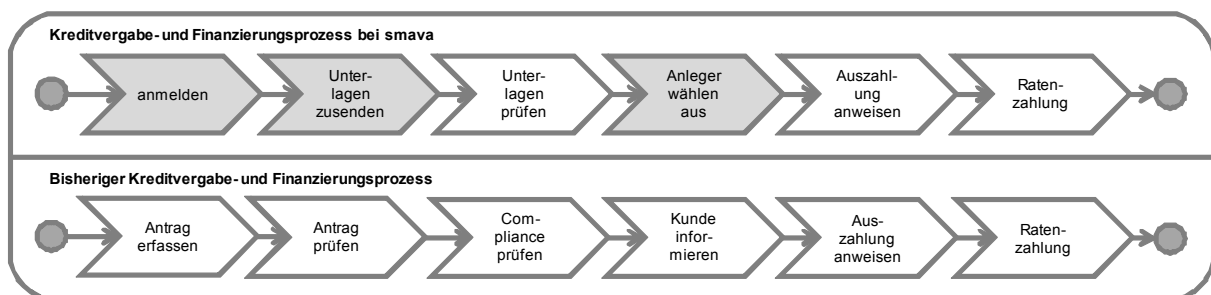 Kreditvergabe- und Finanzierungsprozess bei smava
anmelden
Unter-
lagen
zusenden
Unter-
lagen
prüfen
Anleger
wählen
aus
Auszahl-
ung
anweisen
Raten-
zahlung
Bisheriger Kreditvergabe- und Finanzierungsprozess
Antrag
erfassen
Antrag
prüfen
Com-
pliance
prüfen
Kunde
infor-
mieren
Aus-
zahlung
anweisen
Raten-
zahlung